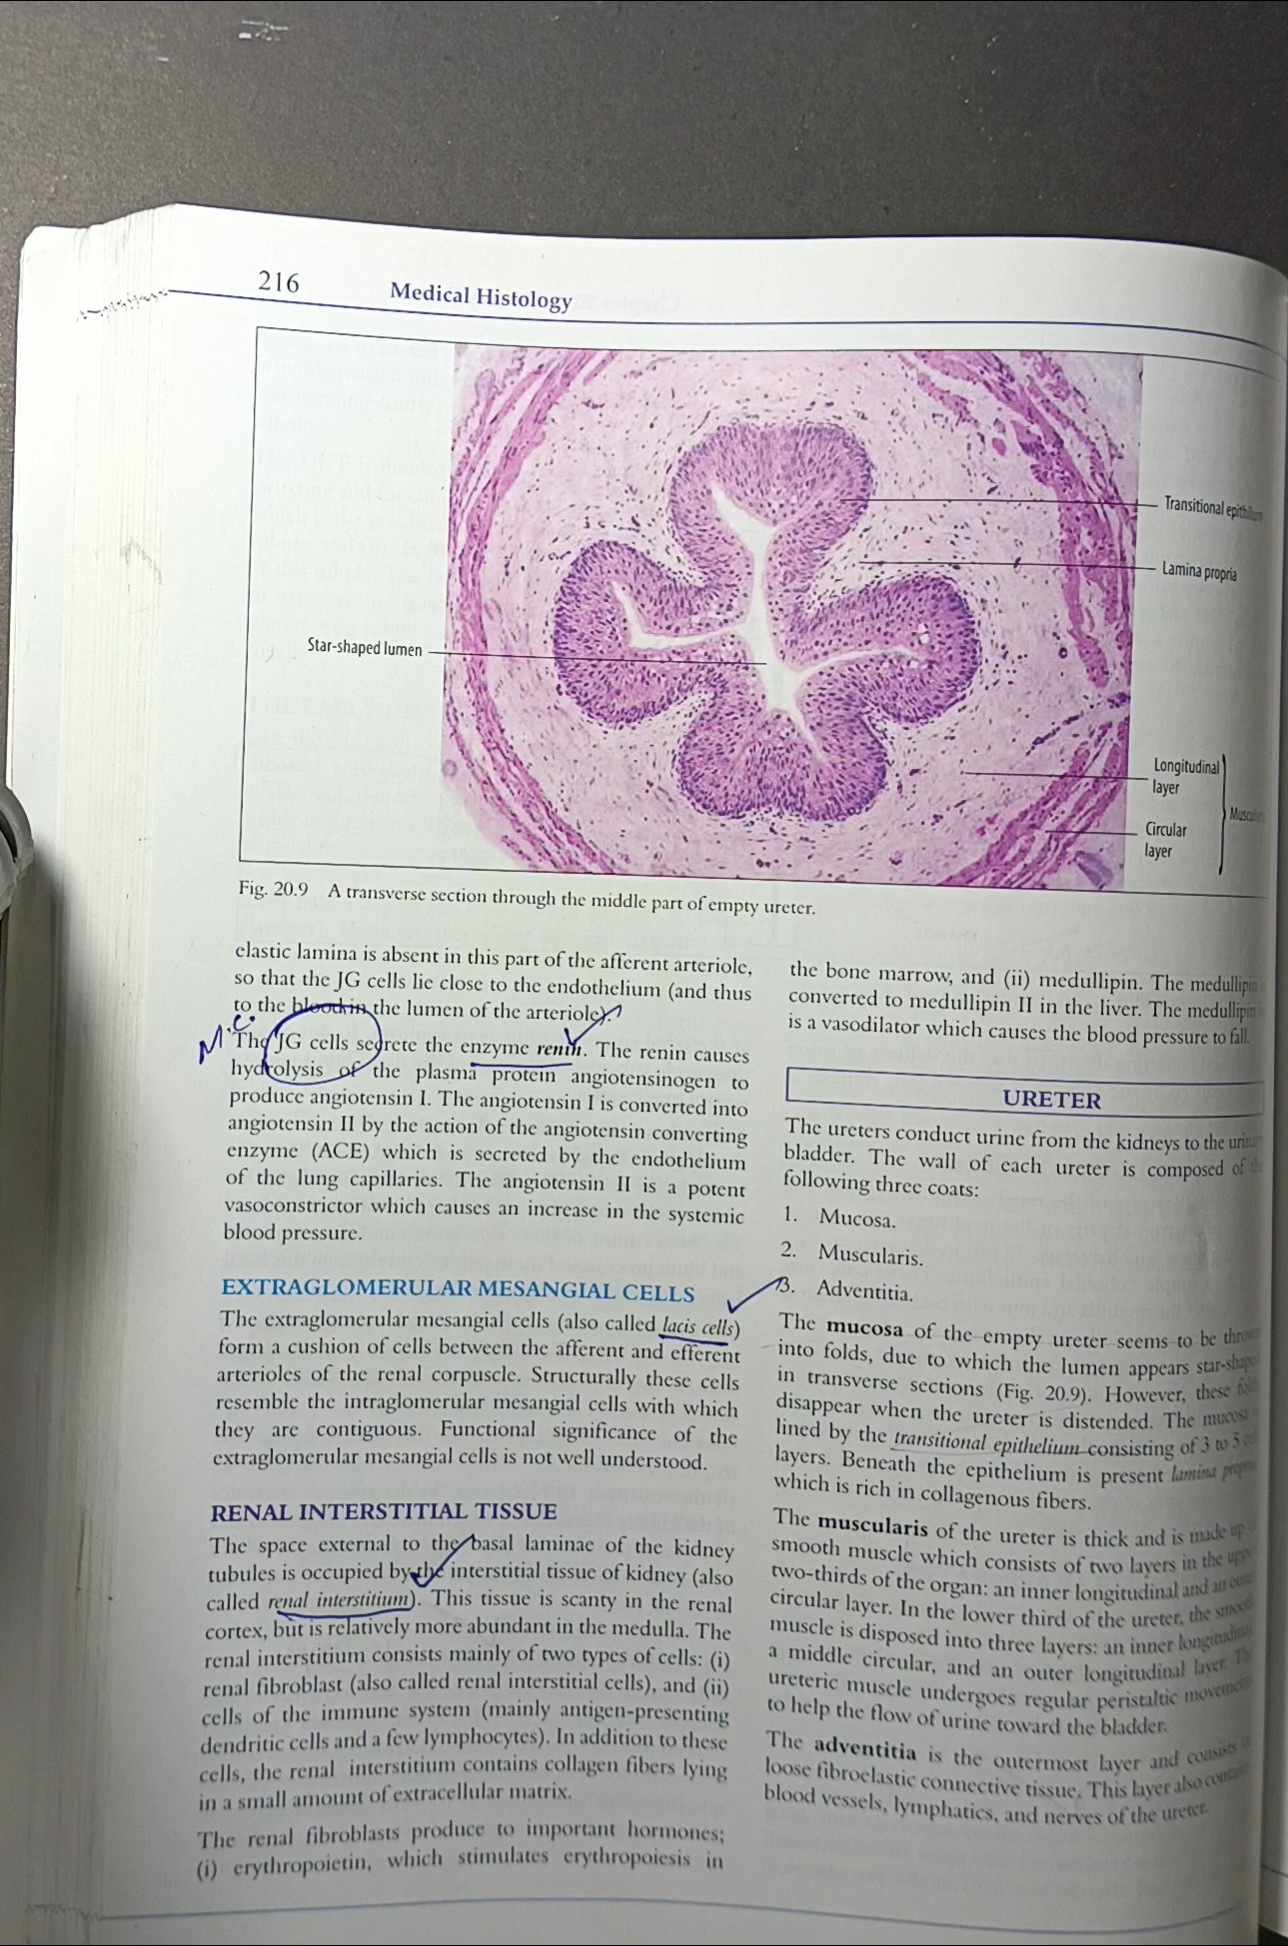 216
Medical Histology
Transitional
Lamina propria
Star-shaped lumen
Longitudinal
layer
Circular
layer
Fig. 20.9 A transverse section through the middle part of empty ureter.
elastic lamina is absent in this part of the afferent arteriole,
so that the JG cells lie close to the endothelium (and thus
to the blood in the lumen of the arteriole).
M.C.
The JG cells secrete the enzyme renin. The renin causes
hydrolysis of the plasma protein angiotensinogen to
produce angiotensin I. The angiotensin I is converted into
angiotensin II by the action of the angiotensin converting
enzyme (ACE) which is secreted by the endothelium
of the lung capillaries. The angiotensin II is a potent
vasoconstrictor which causes an increase in the systemic
blood pressure.
EXTRAGLOMERULAR MESANGIAL CELLS
The extraglomerular mesangial cells (also called lacis cells)
form a cushion of cells between the afferent and efferent
arterioles of the renal corpuscle. Structurally these cells
resemble the intraglomerular mesangial cells with which
they are contiguous. Functional significance of the
extraglomerular mesangial cells is not well understood.
RENAL INTERSTITIAL TISSUE
The space external to the basal laminae of the kidney
tubules is occupied by the interstitial tissue of kidney (also
called renal interstitium). This tissue is scanty in the renal
cortex, but is relatively more abundant in the medulla. The
renal interstitium consists mainly of two types of cells: (i)
renal fibroblast (also called renal interstitial cells), and (ii)
cells of the immune system (mainly antigen-presenting
dendritic cells and a few lymphocytes). In addition to these
cells, the renal interstitium contains collagen fibers lying
in a small amount of extracellular matrix.
The renal fibroblasts produce to important hormones;
(i) erythropoietin, which stimulates erythropoiesis in
the bone marrow, and (ii) medullipin. The medullipin
converted to medullipin II in the liver. The medullipin
is a vasodilator which causes the blood pressure to fall.
URETER
The ureters conduct urine from the kidneys to the
bladder. The wall of each ureter is composed of
following three coats:
1. Mucosa.
2. Muscularis.
3. Adventitia.
The mucosa of the empty ureter seems to be
into folds, due to which the lumen appears
in transverse sections (Fig. 20.9). However, these
disappear when the ureter is distended. The mucosa
lined by the transitional epithelium consisting of 3 to 5
layers. Beneath the epithelium is present lamina
which is rich in collagenous fibers.
The muscularis of the ureter is thick and is made up
smooth muscle which consists of two layers in the
two-thirds of the organ: an inner longitudinal and an
circular layer. In the lower third of the ureter, the
muscle is disposed into three layers: an inner longitudinal
a middle circular, and an outer longitudinal layer. The
ureteric muscle undergoes regular peristaltic
to help the flow of urine toward the bladder.
The adventitia is the outermost layer and consists
loose fibroelastic connective tissue. This layer also
blood vessels, lymphatics, and nerves of the ureter.